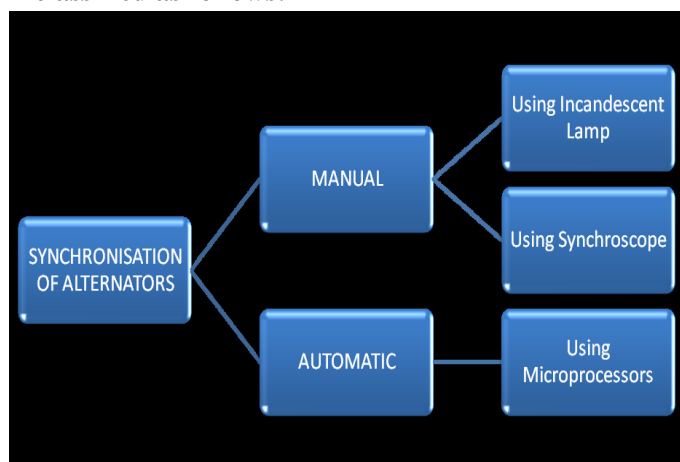 Using Incandescent
Lamp
MANUAL
Using Synchroscope
SYNCHRONISATION
OF ALTERNATORS
AUTOMATIC
Using
Microprocessors